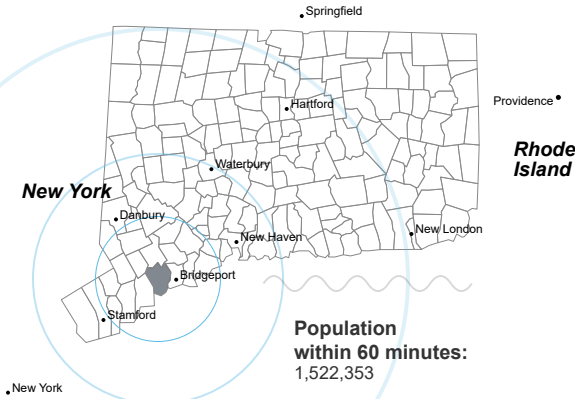 Springfield
Providence
Hartford
Rhode
Island
Waterbury
New York
Danbury
New London
New Haven
Bridgeport
Stamford
Population
within 60 minutes:
1,522,353
New York